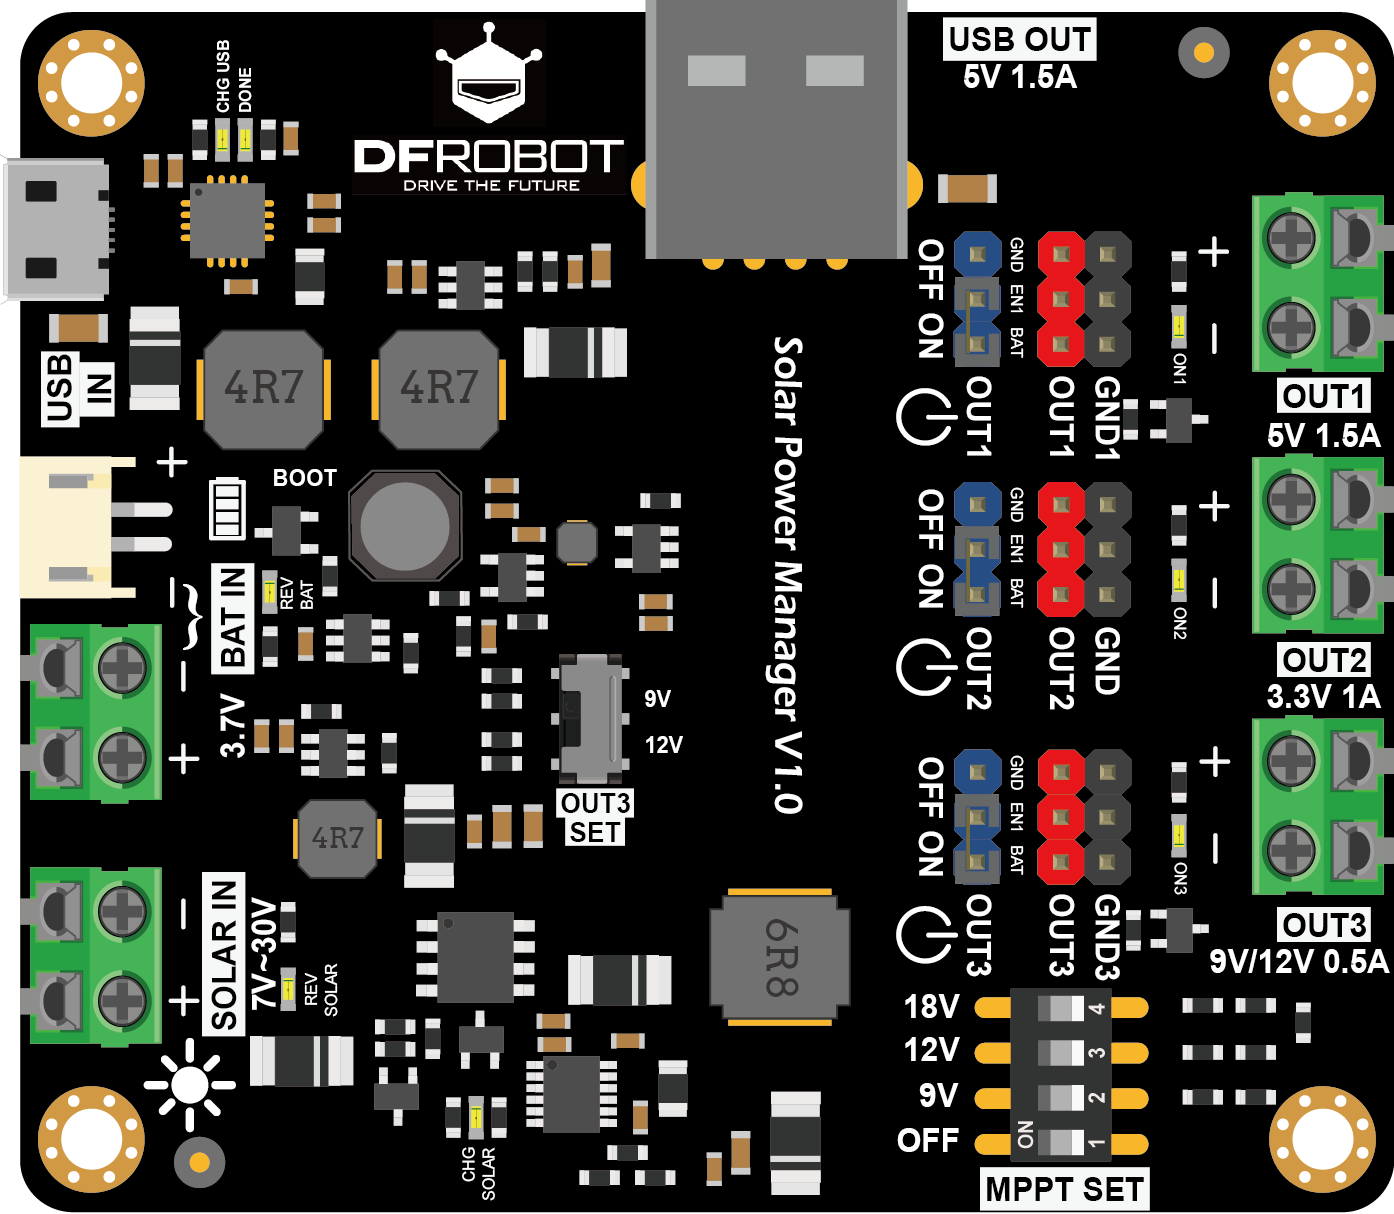 CHG USB
DONE
DFROBOT
DRIVE THE FUTURE
USB OUT
5V 1.5A
USB
IN
4R7
4R7
Solar Power Manager V1.0
OFF ON
GND
EN1
BAT
OUT1
OUT1
GND1
+
−
ON1
OUT1
5V 1.5A
+
BOOT
−
BAT IN
REV
BAT
3.7V
−
+
9V
12V
OUT3
SET
OFF ON
GND
EN1
BAT
OUT2
OUT2
GND
+
−
ON2
OUT2
3.3V 1A
OFF ON
GND
EN1
BAT
OUT3
OUT3
GND3
+
−
ON3
OUT3
9V/12V 0.5A
4R7
6R8
−
+
SOLAR IN
7V~30V
REV
SOLAR
CHG
SOLAR
18V
12V
9V
OFF
4
3
2
1
ON
MPPT SET